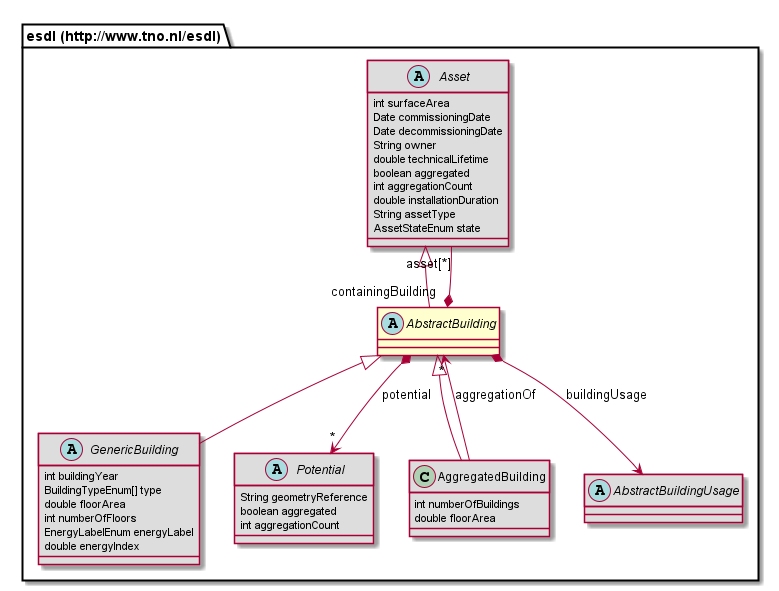 esdl (http://www.tno.nl/esdl)
A Asset
int surfaceArea
Date commissioningDate
Date decommissioningDate
String owner
double technicalLifetime
boolean aggregated
int aggregationCount
double installationDuration
String assetType
AssetStateEnum state
asset[*]
containingBuilding
A AbstractBuilding
*
potential
aggregationOf
buildingUsage
*
A GenericBuilding
int buildingYear
BuildingTypeEnum[] type
double floorArea
int numberOfFloors
EnergyLabelEnum energyLabel
double energyIndex
A Potential
String geometryReference
boolean aggregated
int aggregationCount
C AggregatedBuilding
int numberOfBuildings
double floorArea
A AbstractBuildingUsage